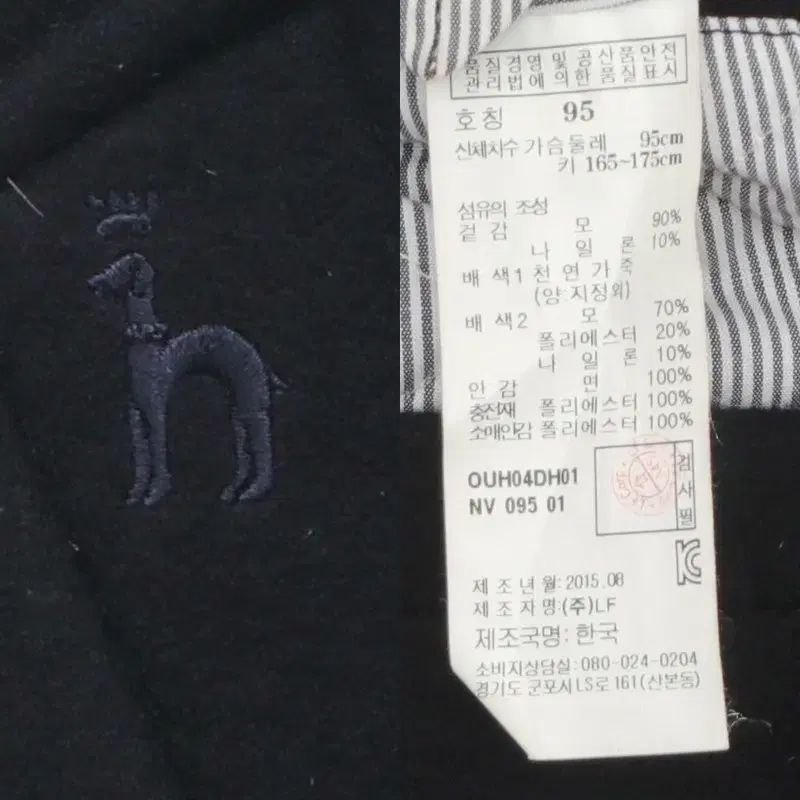 품질경영 및 공산품안전
관리법에 의한 품질표시
호칭 95
신체치수 가슴둘레 95cm
키 165~175cm
섬유의 조성
겉감 모 90%
나일론 10%
배색1 천연가죽
(양:지정외)
배색2 모 70%
폴리에스터 20%
나일론 10%
안감 면 100%
충전재 폴리에스터 100%
소매안감 폴리에스터 100%
OUH04DH01
NV 095 01
검사필
제조년월:2015.08
제조자명:(주)LF
제조국명:한국
소비자상담실:080-024-0204
경기도 군포시 LS로 161(산본동)